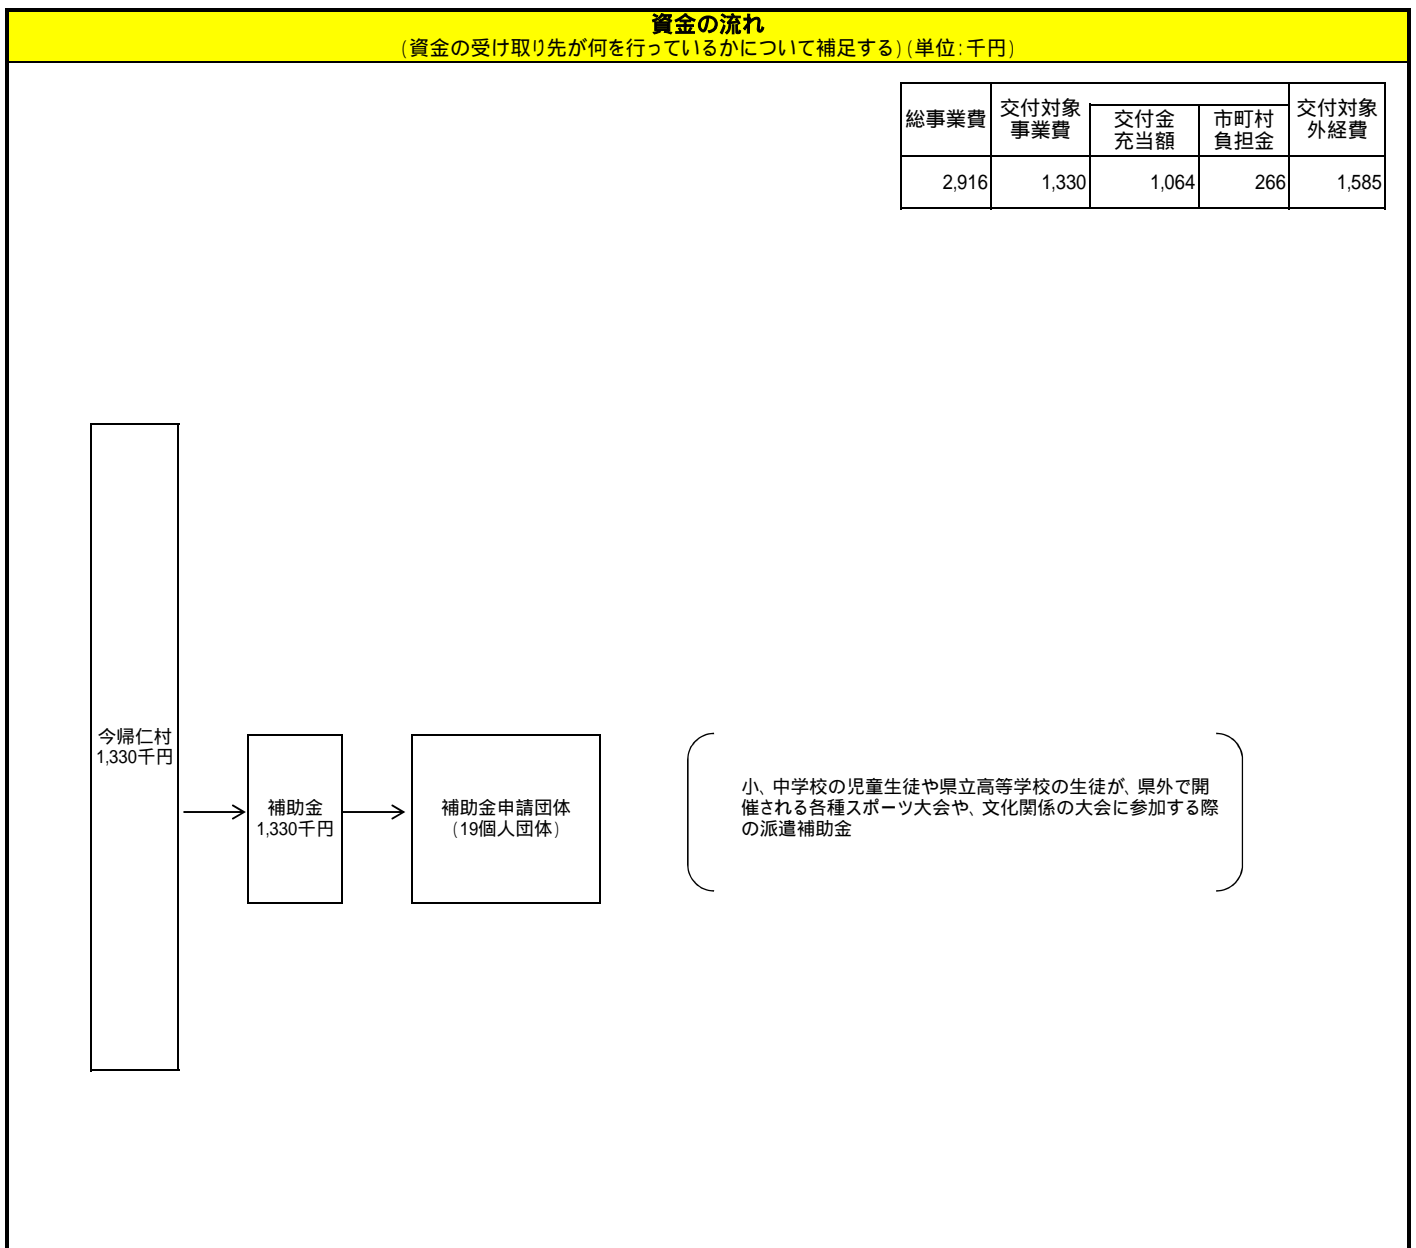 資金の流れ
(資金の受け取り先が何を行っているかについて補足する)(単位:千円)
総事業費
交付対象
事業費
交付金
充当額
市町村
負担金
交付対象
外経費
2,916
1,330
1,064
266
1,585
今帰仁村
1,330千円
補助金
1,330千円
補助金申請団体
(19個人団体)
小、中学校の児童生徒や県立高等学校の生徒が、県外で開
催される各種スポーツ大会や、文化関係の大会に参加する際
の派遣補助金